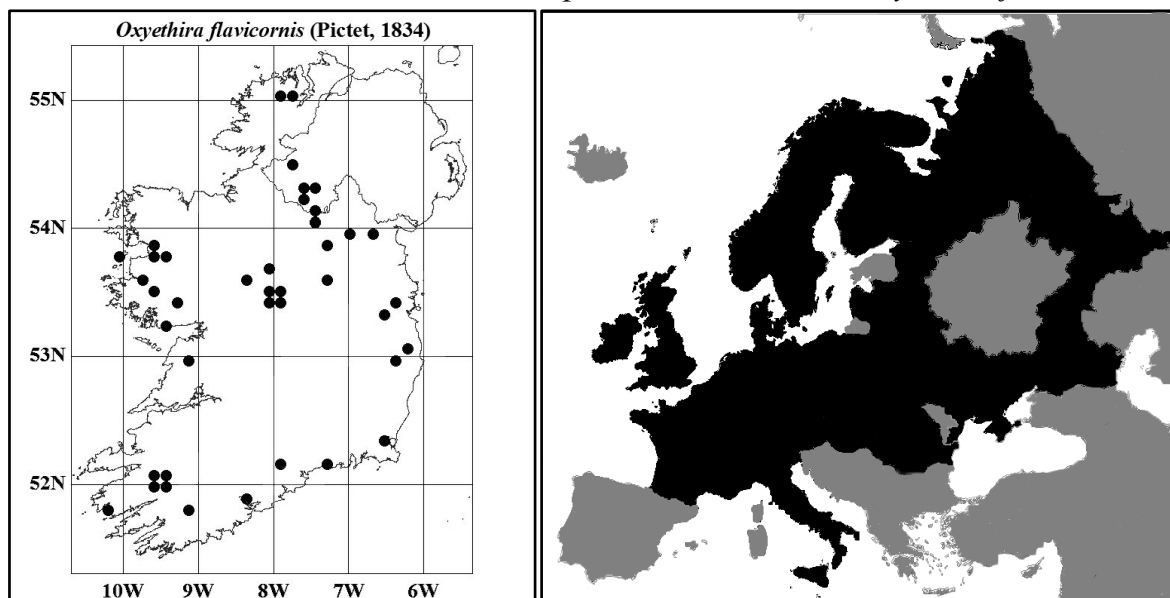 Oxyethira flavicornis (Pictet, 1834)
55N
54N
53N
52N
10W 9W 8W 7W 6W